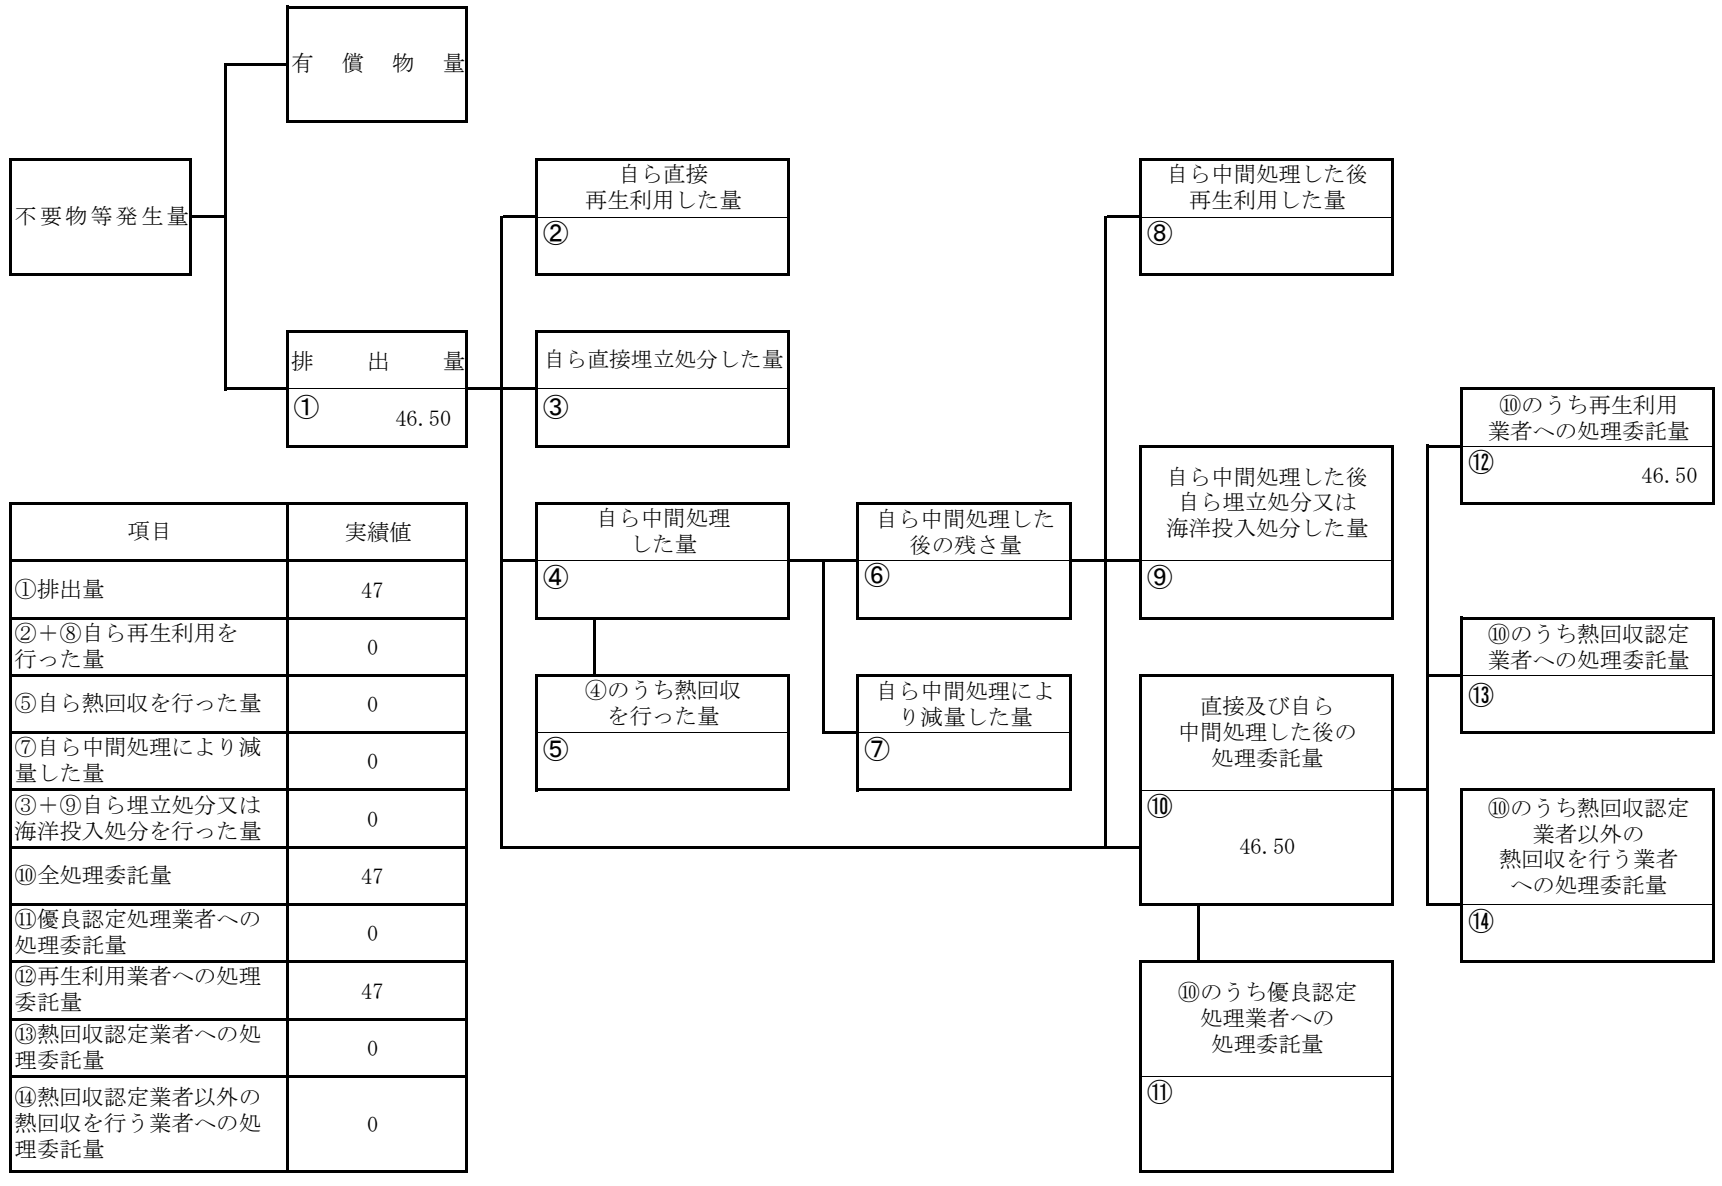 有償物量
不要物等発生量
排出量
①
46.50
自ら直接
再生利用した量
②
自ら直接埋立処分した量
③
自ら中間処理
した量
④
④のうち熱回収
を行った量
⑤
自ら中間処理した
後の残さ量
⑥
自ら中間処理によ
り減量した量
⑦
自ら中間処理した後
再生利用した量
⑧
自ら中間処理した後
自ら埋立処分又は
海洋投入処分した量
⑨
直接及び自ら
中間処理した後の
処理委託量
⑩
46.50
⑩のうち優良認定
処理業者への
処理委託量
⑪
⑩のうち再生利用
業者への処理委託量
⑫
46.50
⑩のうち熱回収認定
業者への処理委託量
⑬
⑩のうち熱回収認定
業者以外の
熱回収を行う業者
への処理委託量
⑭
項目 実績値
①排出量 47
②＋⑧自ら再生利用を
行った量 0
⑤自ら熱回収を行った量 0
⑦自ら中間処理により減
量した量 0
③＋⑨自ら埋立処分又は
海洋投入処分を行った量 0
⑩全処理委託量 47
⑪優良認定処理業者への
処理委託量 0
⑫再生利用業者への処理
委託量 47
⑬熱回収認定業者への処
理委託量 0
⑭熱回収認定業者以外の
熱回収を行う業者への処
理委託量 0